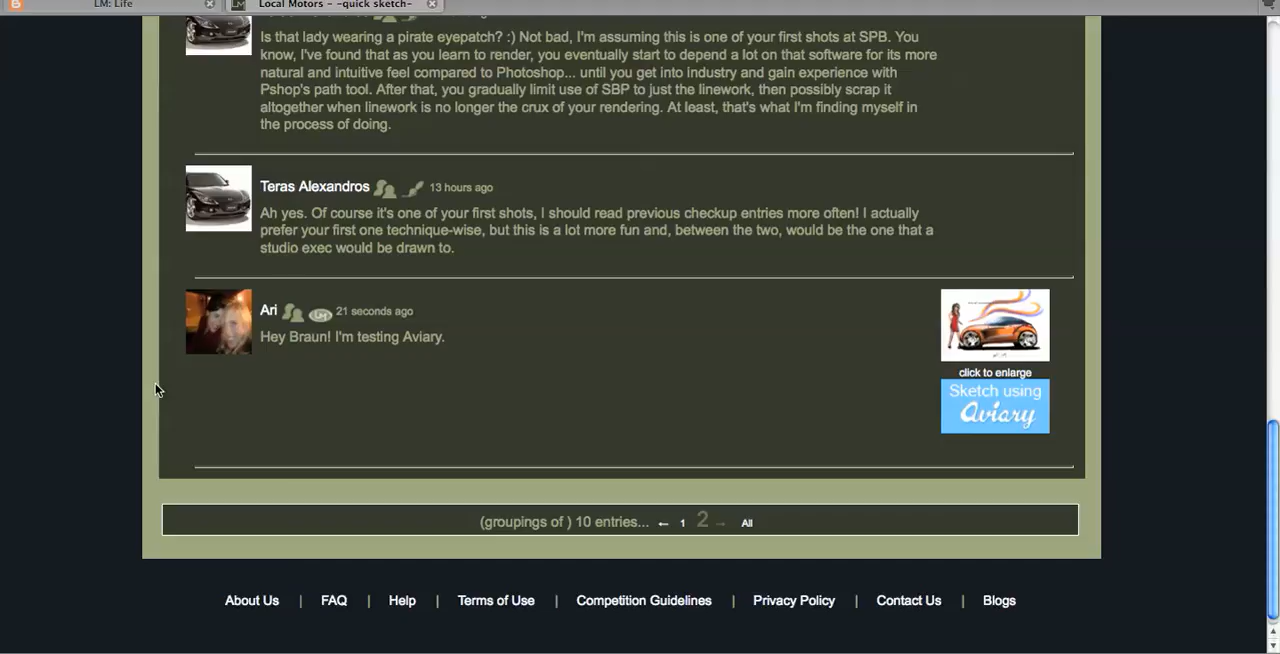 LM: Life
Local Motors - ~quick sketch~
Is that lady wearing a pirate eyepatch? :) Not bad, I'm assuming this is one of your first shots at SPB. You
know, I've found that as you learn to render, you eventually start to depend a lot on that software for its more
natural and intuitive feel compared to Photoshop... until you get into industry and gain experience with
Pshop's path tool. After that, you gradually limit use of SBP to just the linework, then possibly scrap it
altogether when linework is no longer the crux of your rendering. At least, that's what I'm finding myself in
the process of doing.
Teras Alexandros 13 hours ago
Ah yes. Of course it's one of your first shots, I should read previous checkup entries more often! I actually
prefer your first one technique-wise, but this is a lot more fun and, between the two, would be the one that a
studio exec would be drawn to.
Ari LM 21 seconds ago
Hey Braun! I'm testing Aviary.
click to enlarge
Sketch using
Aviary
(groupings of ) 10 entries... ← 1 2 → All
About Us | FAQ | Help | Terms of Use | Competition Guidelines | Privacy Policy | Contact Us | Blogs